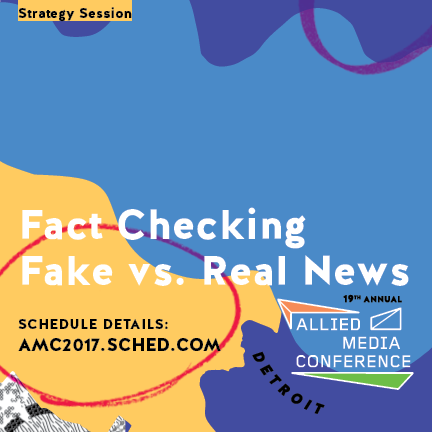 Strategy Session
Fact Checking
Fake vs. Real News
19TH ANNUAL
SCHEDULE DETAILS:
AMC2017.SCHED.COM
ALLIED
MEDIA
CONFERENCE
DETROIT